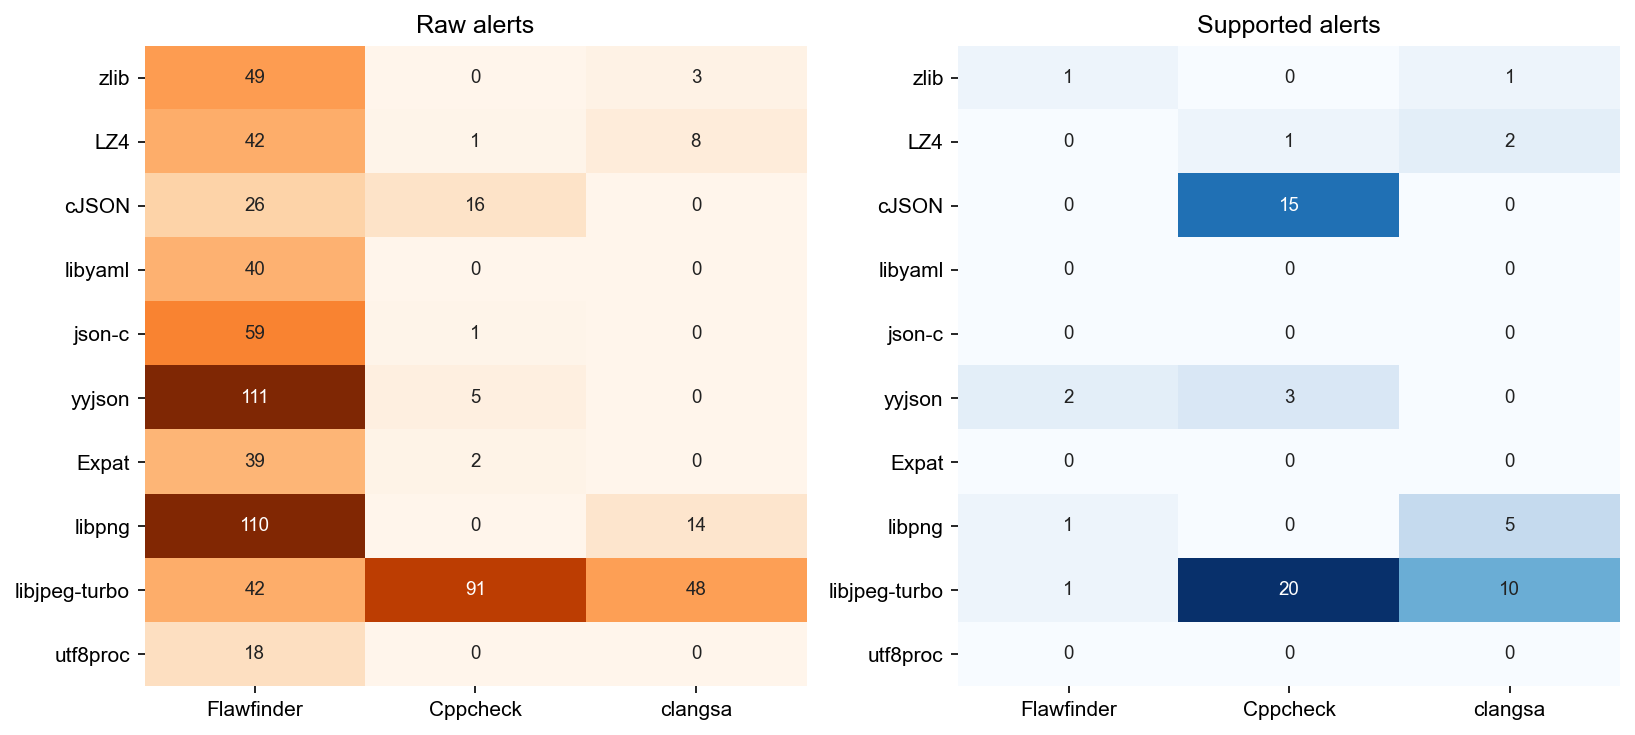 Raw alerts
zlib 49 0 3
LZ4 42 1 8
cJSON 26 16 0
libyaml 40 0 0
json-c 59 1 0
yyjson 111 5 0
Expat 39 2 0
libpng 110 0 14
libjpeg-turbo 42 91 48
utf8proc 18 0 0
Flawfinder Cppcheck clangsa
Supported alerts
zlib 1 0 1
LZ4 0 1 2
cJSON 0 15 0
libyaml 0 0 0
json-c 0 0 0
yyjson 2 3 0
Expat 0 0 0
libpng 1 0 5
libjpeg-turbo 1 20 10
utf8proc 0 0 0
Flawfinder Cppcheck clangsa